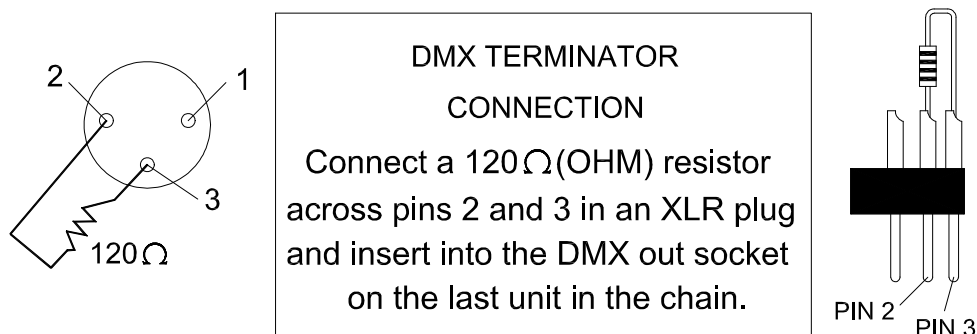 2
1
3
120Ω
DMX TERMINATOR
CONNECTION
Connect a 120Ω(OHM) resistor
across pins 2 and 3 in an XLR plug
and insert into the DMX out socket
on the last unit in the chain.
PIN 2
PIN 3